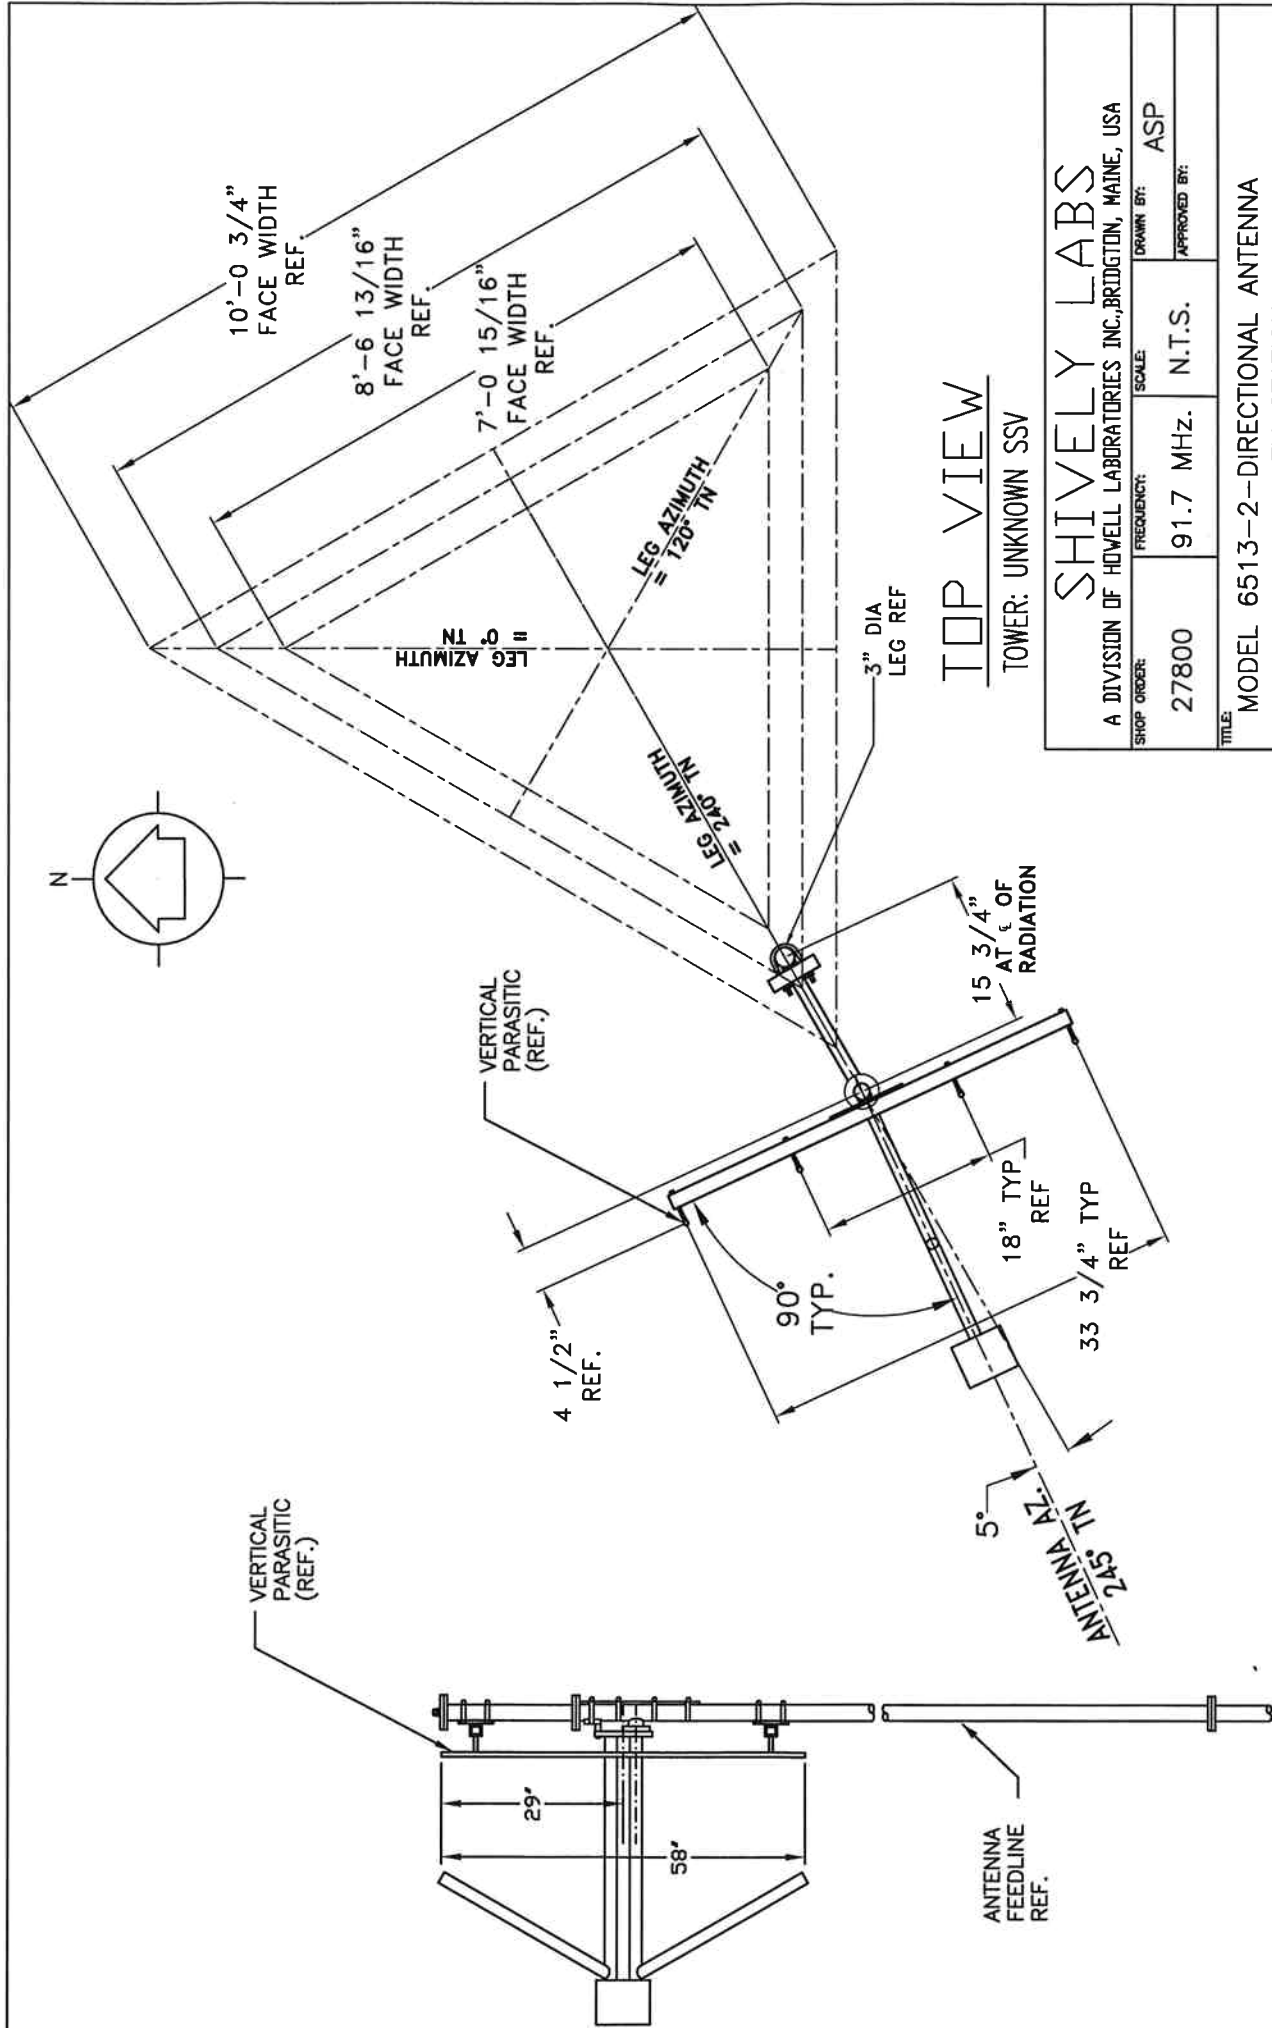 N
10'-0 3/4"
FACE WIDTH
REF.
8'-6 13/16"
FACE WIDTH
REF.
7'-0 15/16"
FACE WIDTH
REF.
LEG AZIMUTH
= 0° TN
LEG AZIMUTH
= 120° TN
LEG AZIMUTH
= 240° TN
VERTICAL
PARASITIC
(REF.)
3" DIA
LEG REF
15 3/4"
AT ℄ OF
RADIATION
4 1/2"
REF.
90°
TYP.
18" TYP
REF
33 3/4" TYP
REF
5°
ANTENNA AZ.
245° TN
VERTICAL
PARASITIC
(REF.)
29"
58"
ANTENNA
FEEDLINE
REF.
TOP VIEW
TOWER: UNKNOWN SSV
SHIVELY LABS
A DIVISION OF HOWELL LABORATORIES INC.,BRIDGTON, MAINE, USA
SHOP ORDER:
27800
FREQUENCY:
91.7 MHz.
SCALE:
N.T.S.
DRAWN BY:
ASP
APPROVED BY:
TITLE:
MODEL 6513-2-DIRECTIONAL ANTENNA